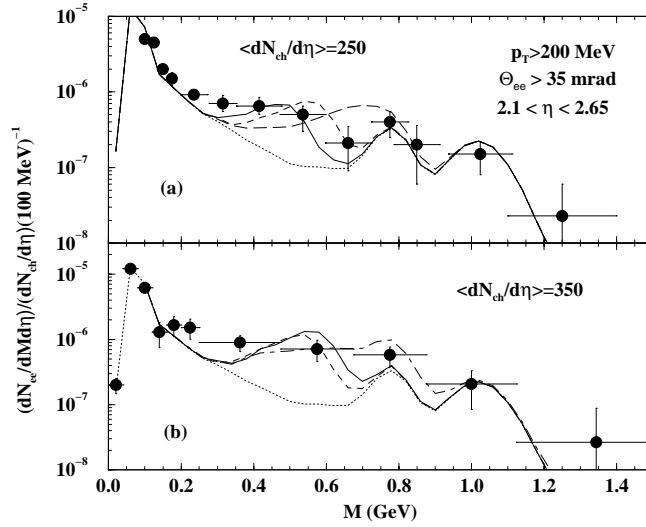 <dN_ch/dη>=250
p_T>200 MeV
Θ_ee > 35 mrad
2.1 < η < 2.65
10^-5
10^-6
10^-7
10^-8
(a)
(dN_ee/dMdη)/(dN_ch/dη)(100 MeV)^-1
<dN_ch/dη>=350
10^-5
10^-6
10^-7
10^-8
(b)
0.0 0.2 0.4 0.6 0.8 1.0 1.2 1.4
M (GeV)